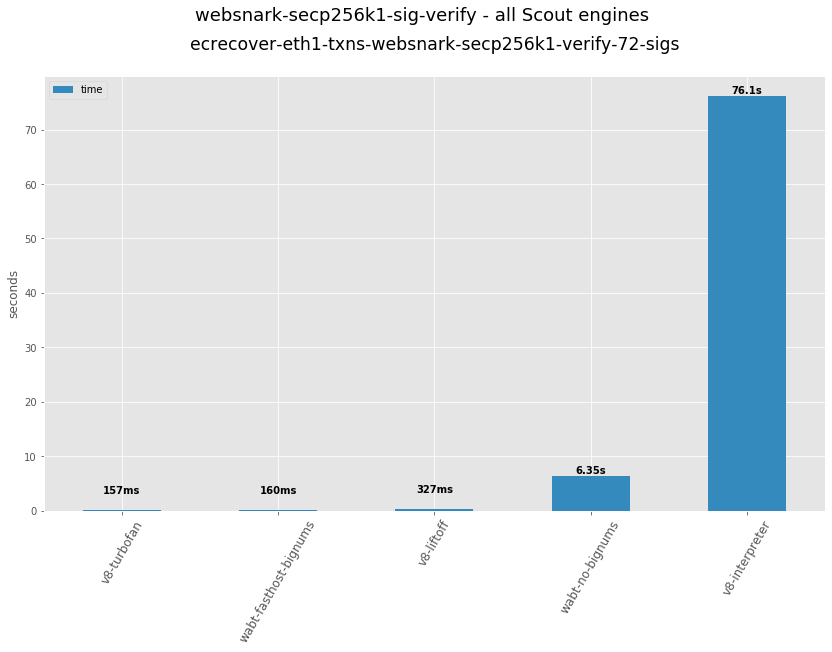 websnark-secp256k1-sig-verify - all Scout engines
ecrecover-eth1-txns-websnark-secp256k1-verify-72-sigs
time
76.1s
70
60
50
40
30
20
10
0
seconds
157ms
160ms
327ms
6.35s
v8-turbofan
wabt-fasthost-bignums
v8-liftoff
wabt-no-bignums
v8-interpreter